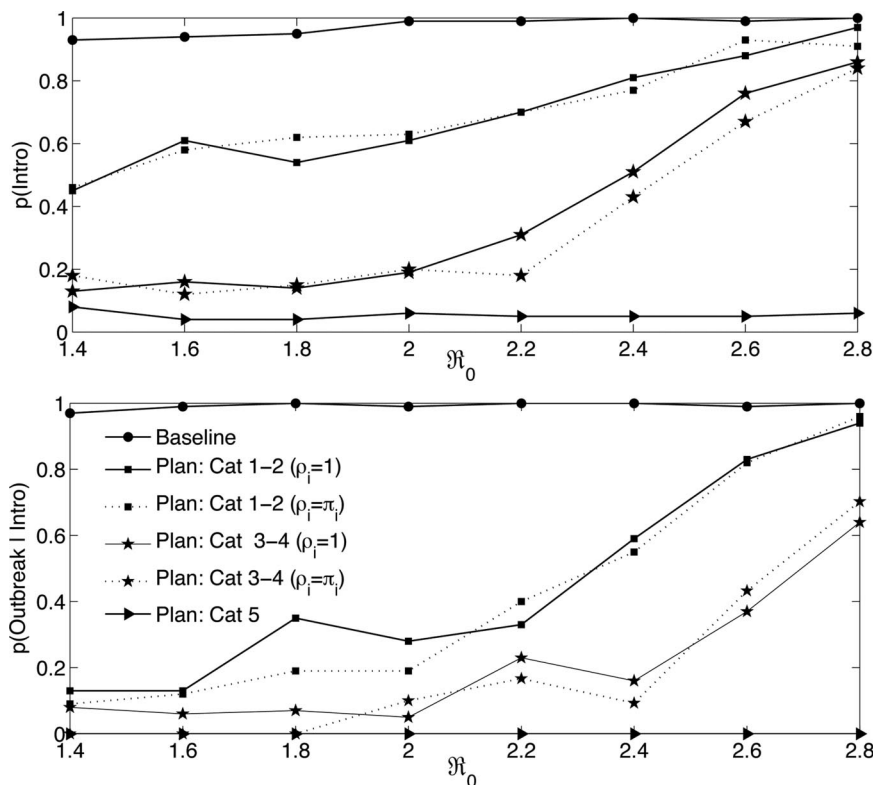 1
0.8
0.6
0.4
0.2
0
p(Intro)
1.4 1.6 1.8 2 2.2 2.4 2.6 2.8
ℜ₀
1
0.8
0.6
0.4
0.2
0
p(Outbreak | Intro)
Baseline
Plan: Cat 1−2 (ρᵢ=1)
Plan: Cat 1−2 (ρᵢ=πᵢ)
Plan: Cat 3−4 (ρᵢ=1)
Plan: Cat 3−4 (ρᵢ=πᵢ)
Plan: Cat 5
1.4 1.6 1.8 2 2.2 2.4 2.6 2.8
ℜ₀